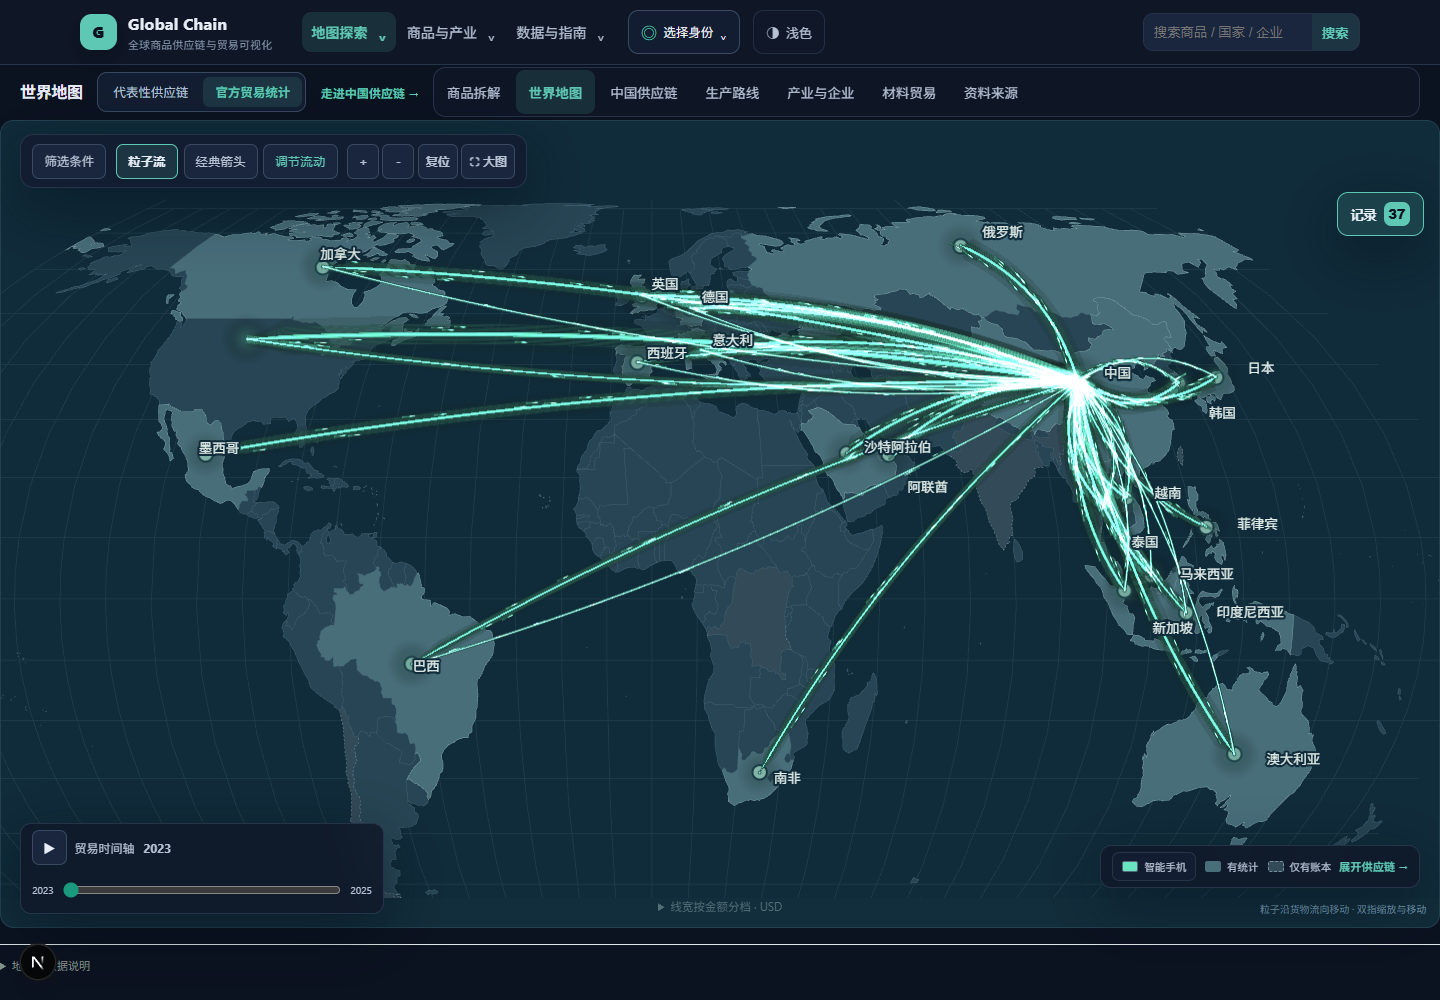 G
Global Chain
全球商品供应链与贸易可视化
地图探索
商品与产业
数据与指南
选择身份
浅色
搜索商品 / 国家 / 企业
搜索
世界地图
代表性供应链
官方贸易统计
走进中国供应链 →
商品拆解
世界地图
中国供应链
生产路线
产业与企业
材料贸易
资料来源
筛选条件
粒子流
经典箭头
调节流动
+
-
复位
大图
记录 37
俄罗斯
加拿大
英国
德国
意大利
西班牙
中国
日本
韩国
墨西哥
沙特阿拉伯
阿联酋
越南
菲律宾
泰国
马来西亚
印度尼西亚
新加坡
巴西
澳大利亚
南非
贸易时间轴 2023
2023
2025
智能手机
有统计
仅有账本
展开供应链 →
▶ 线宽按金额分档 · USD
粒子沿货物流向移动 · 双指缩放与移动
N
▶ 地
据说明